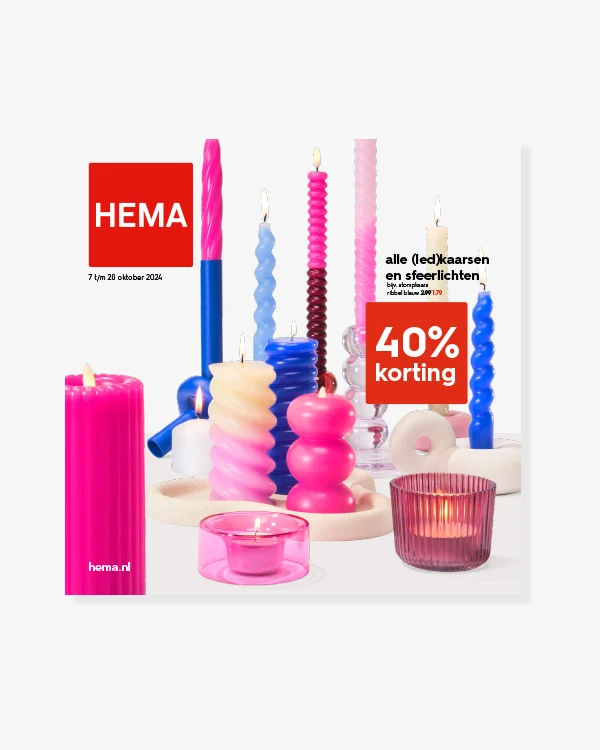 HEMA
7 t/m 20 oktober 2024
alle (led)kaarsen
en sfeerlichten
bijv. stompkaars
ribbel blauw 2.99 1.79
40%
korting
hema.nl